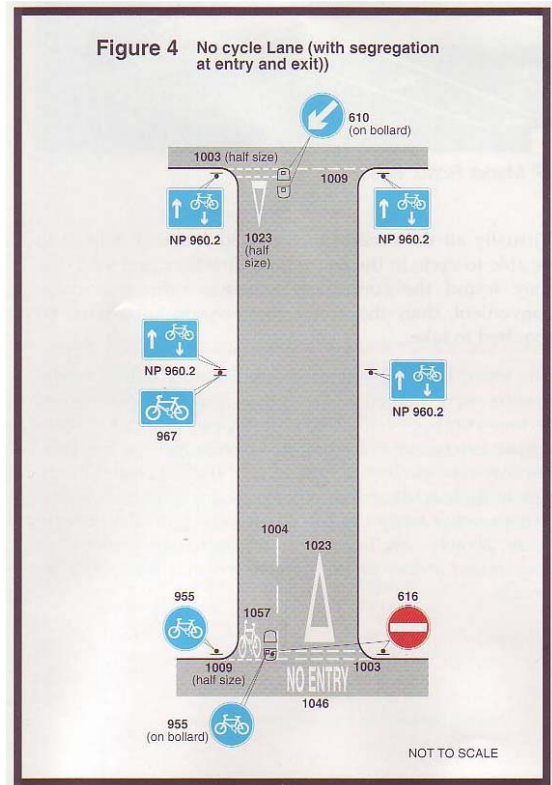 Figure 4 No cycle Lane (with segregation
at entry and exit))
610
(on bollard)
1003 (half size)
1009
NP 960.2
1023
(half
size)
NP 960.2
NP 960.2
967
NP 960.2
1004
1023
955
1057
616
1009
(half size)
1003
NO ENTRY
1046
955
(on bollard)
NOT TO SCALE